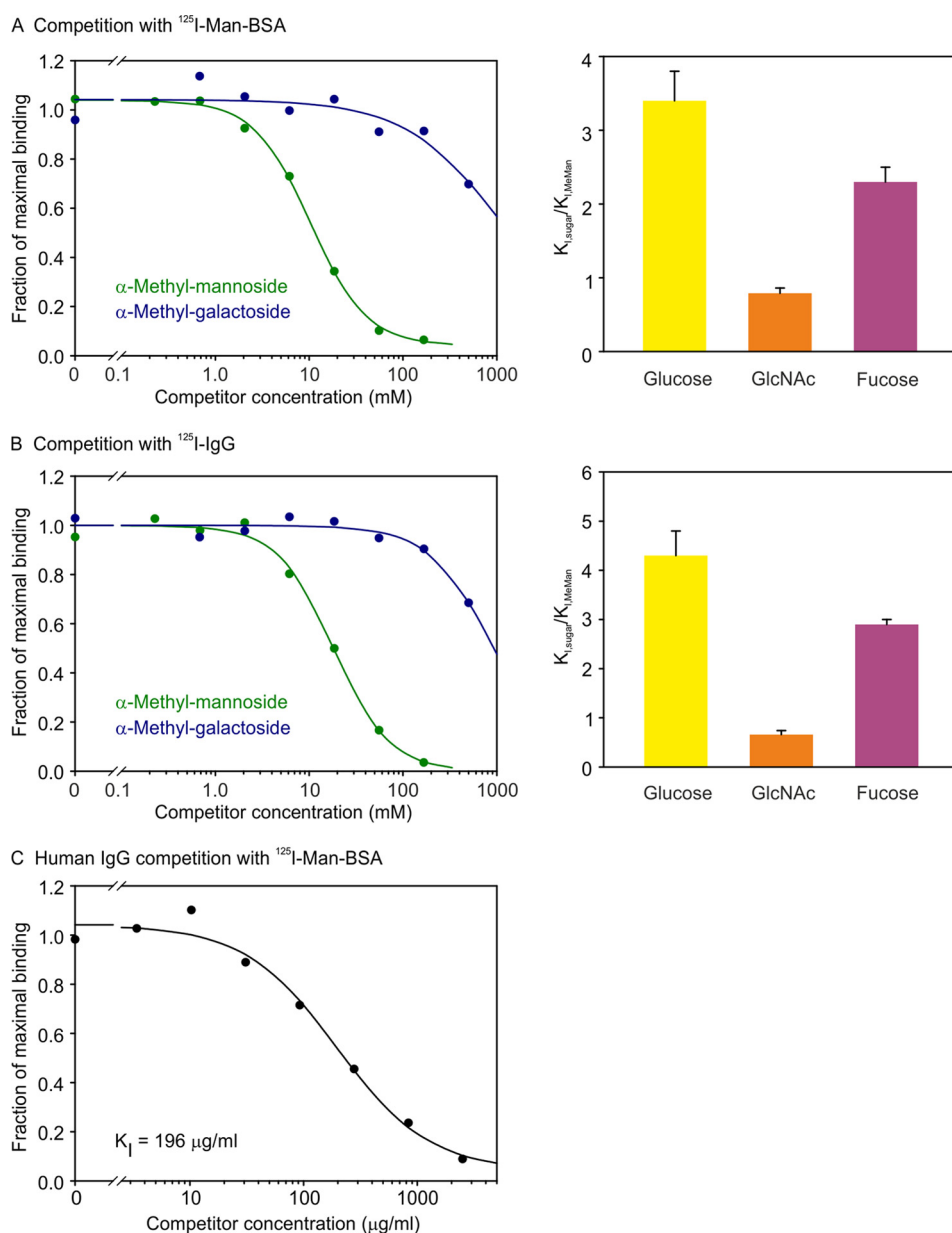 A Competition with ¹²⁵I-Man-BSA
Fraction of maximal binding
1.2
1.0
0.8
0.6
0.4
0.2
0.0
α-Methyl-mannoside
α-Methyl-galactoside
0 0.1 1.0 10 100 1000
Competitor concentration (mM)
K_I,sugar/K_I,MeMan
4
3
2
1
0
Glucose GlcNAc Fucose
B Competition with ¹²⁵I-IgG
Fraction of maximal binding
1.2
1.0
0.8
0.6
0.4
0.2
0.0
α-Methyl-mannoside
α-Methyl-galactoside
0 0.1 1.0 10 100 1000
Competitor concentration (mM)
K_I,sugar/K_I,MeMan
6
5
4
3
2
1
0
Glucose GlcNAc Fucose
C Human IgG competition with ¹²⁵I-Man-BSA
Fraction of maximal binding
1.2
1.0
0.8
0.6
0.4
0.2
0.0
K_I = 196 μg/ml
0 10 100 1000
Competitor concentration (μg/ml)